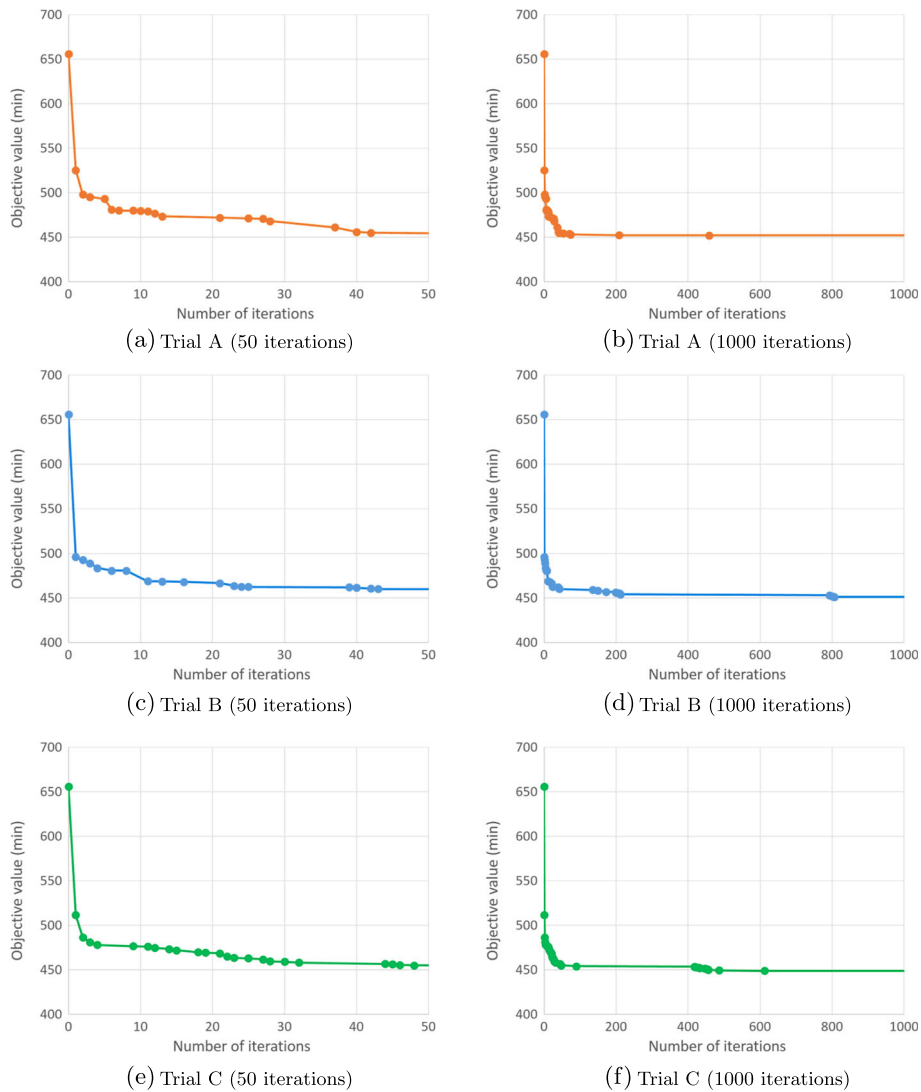 700
650
600
550
500
450
400
Objective value (min)
0 10 20 30 40 50
Number of iterations
(a) Trial A (50 iterations)
700
650
600
550
500
450
400
Objective value (min)
0 200 400 600 800 1000
Number of iterations
(b) Trial A (1000 iterations)
700
650
600
550
500
450
400
Objective value (min)
0 10 20 30 40 50
Number of iterations
(c) Trial B (50 iterations)
700
650
600
550
500
450
400
Objective value (min)
0 200 400 600 800 1000
Number of iterations
(d) Trial B (1000 iterations)
700
650
600
550
500
450
400
Objective value (min)
0 10 20 30 40 50
Number of iterations
(e) Trial C (50 iterations)
700
650
600
550
500
450
400
Objective value (min)
0 200 400 600 800 1000
Number of iterations
(f) Trial C (1000 iterations)